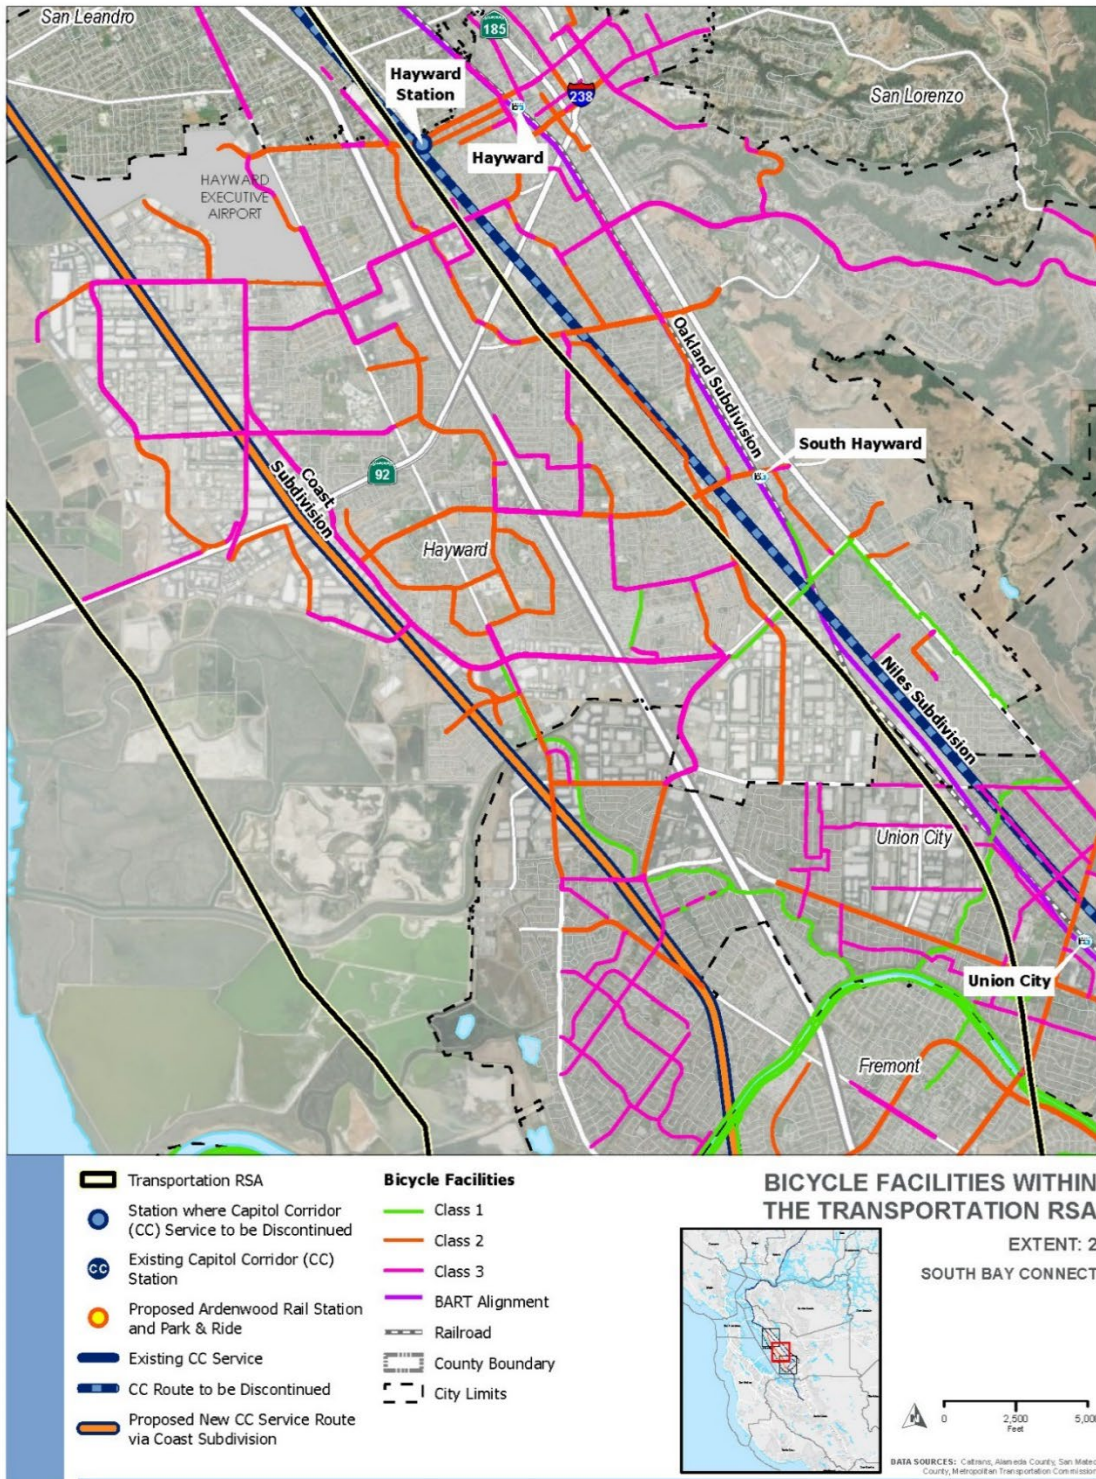 San Leandro
185
Hayward
Station
238
San Lorenzo
Hayward
HAYWARD
EXECUTIVE
AIRPORT
Oakland Subdivision
South Hayward
Coast
Subdivision
92
Hayward
Niles Subdivision
Union City
Union City
Fremont
Transportation RSA
Station where Capitol Corridor
(CC) Service to be Discontinued
CC
Existing Capitol Corridor (CC)
Station
Proposed Ardenwood Rail Station
and Park & Ride
Existing CC Service
CC Route to be Discontinued
Proposed New CC Service Route
via Coast Subdivision
Bicycle Facilities
Class 1
Class 2
Class 3
BART Alignment
Railroad
County Boundary
City Limits
BICYCLE FACILITIES WITHIN
THE TRANSPORTATION RSA
EXTENT: 2
SOUTH BAY CONNECT
N
0 2,500 5,00
Feet
DATA SOURCES: Caltrans, Alameda County, San Mateo
County, Metropolitan Transportation Commission